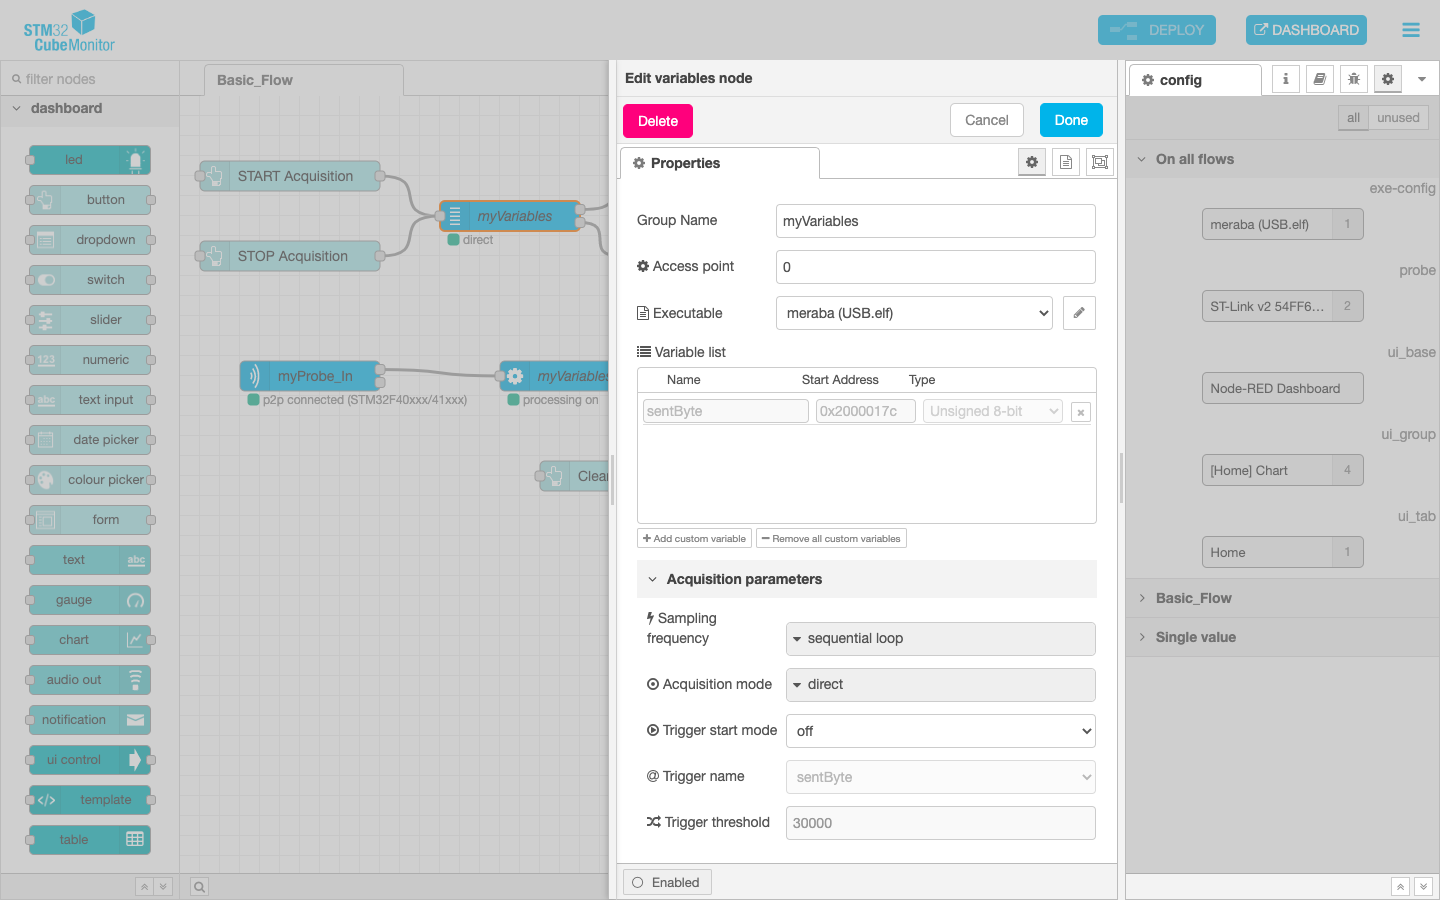 STM32
CubeMonitor
DEPLOY
DASHBOARD
filter nodes
dashboard
led
button
dropdown
switch
slider
123
numeric
abc
text input
date picker
colour picker
form
text
abc
gauge
chart
audio out
notification
ui control
template
table
Basic_Flow
START Acquisition
STOP Acquisition
myVariables
direct
myProbe_In
p2p connected (STM32F40xxx/41xxx)
myVariables
processing on
Clear
Edit variables node
Delete
Cancel
Done
Properties
Group Name
myVariables
Access point
0
Executable
meraba (USB.elf)
Variable list
Name
Start Address
Type
sentByte
0x2000017c
Unsigned 8-bit
Add custom variable
Remove all custom variables
Acquisition parameters
Sampling
frequency
sequential loop
Acquisition mode
direct
Trigger start mode
off
@ Trigger name
sentByte
Trigger threshold
30000
Enabled
config
all
unused
On all flows
exe-config
meraba (USB.elf)
1
probe
ST-Link v2 54FF6...
2
ui_base
Node-RED Dashboard
ui_group
[Home] Chart
4
ui_tab
Home
1
Basic_Flow
Single value